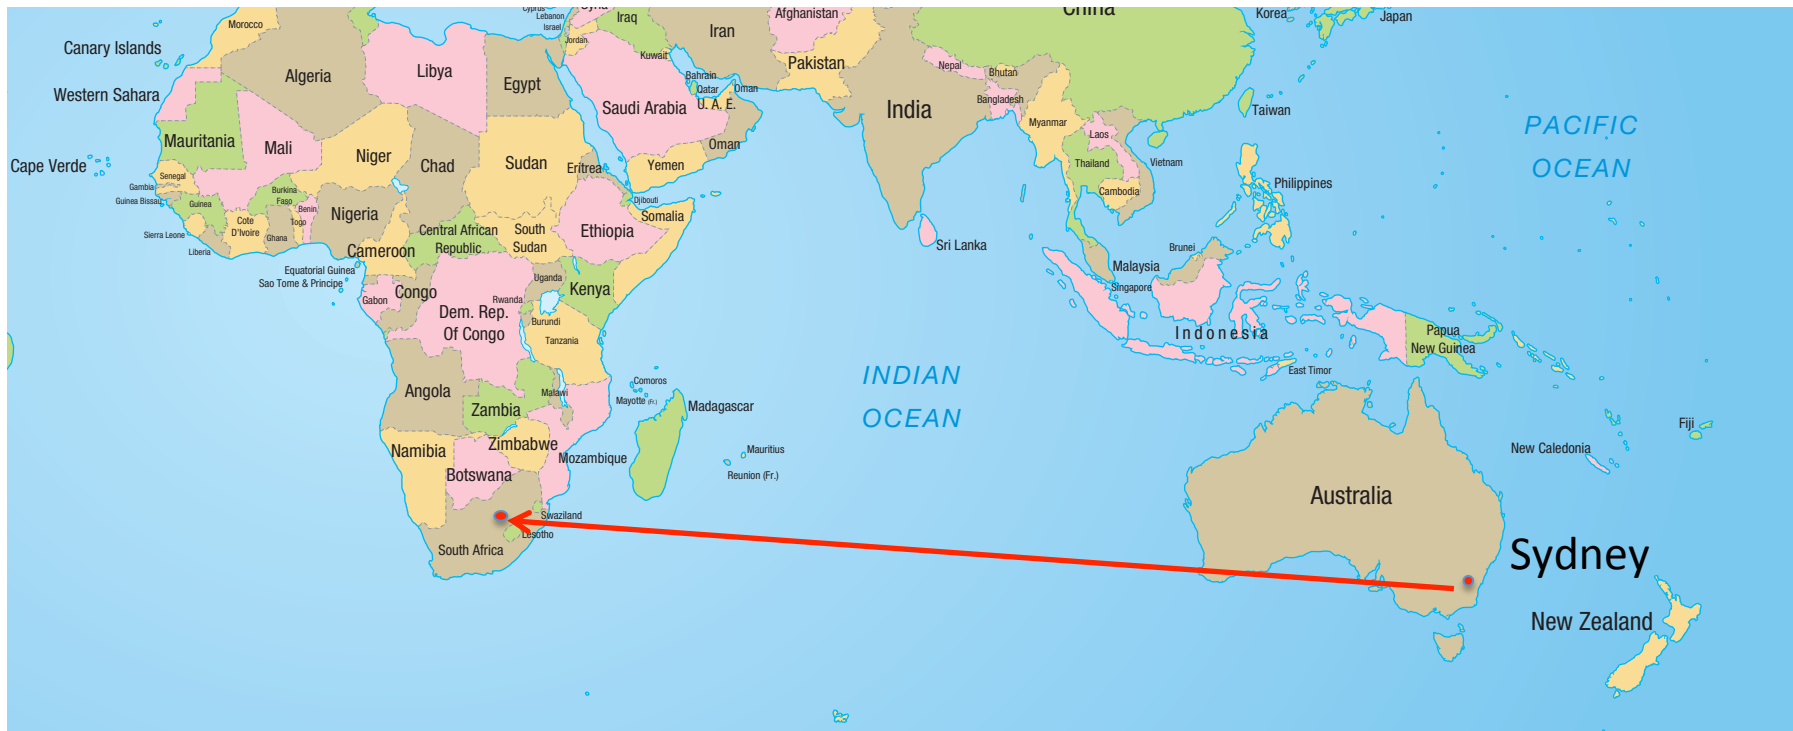 Morocco
Canary Islands
Western Sahara
Algeria
Libya
Egypt
Cyprus
Lebanon
Israel
Syria
Jordan
Iraq
Kuwait
Iran
Afghanistan
Pakistan
Bahrain
Qatar
Oman
U. A. E.
Saudi Arabia
Oman
Yemen
India
Nepal
Bhutan
Bangladesh
China
Korea
Japan
Taiwan
Myanmar
Laos
Thailand
Vietnam
Cambodia
Philippines
PACIFIC
OCEAN
Cape Verde
Mauritania
Mali
Niger
Chad
Sudan
Eritrea
Djibouti
Somalia
Ethiopia
Senegal
Gambia
Guinea Bissau
Guinea
Sierra Leone
Liberia
Cote
D'Ivoire
Burkina
Faso
Ghana
Togo
Benin
Nigeria
Cameroon
Central African
Republic
South
Sudan
Equatorial Guinea
Sao Tome & Principe
Gabon
Congo
Dem. Rep.
Of Congo
Uganda
Kenya
Rwanda
Burundi
Tanzania
Sri Lanka
Brunei
Malaysia
Singapore
Indonesia
Papua
New Guinea
East Timor
INDIAN
OCEAN
Angola
Zambia
Malawi
Comoros
Mayotte (Fr.)
Madagascar
Namibia
Zimbabwe
Botswana
Mozambique
Mauritius
Reunion (Fr.)
Swaziland
Lesotho
South Africa
Australia
Fiji
New Caledonia
Sydney
New Zealand